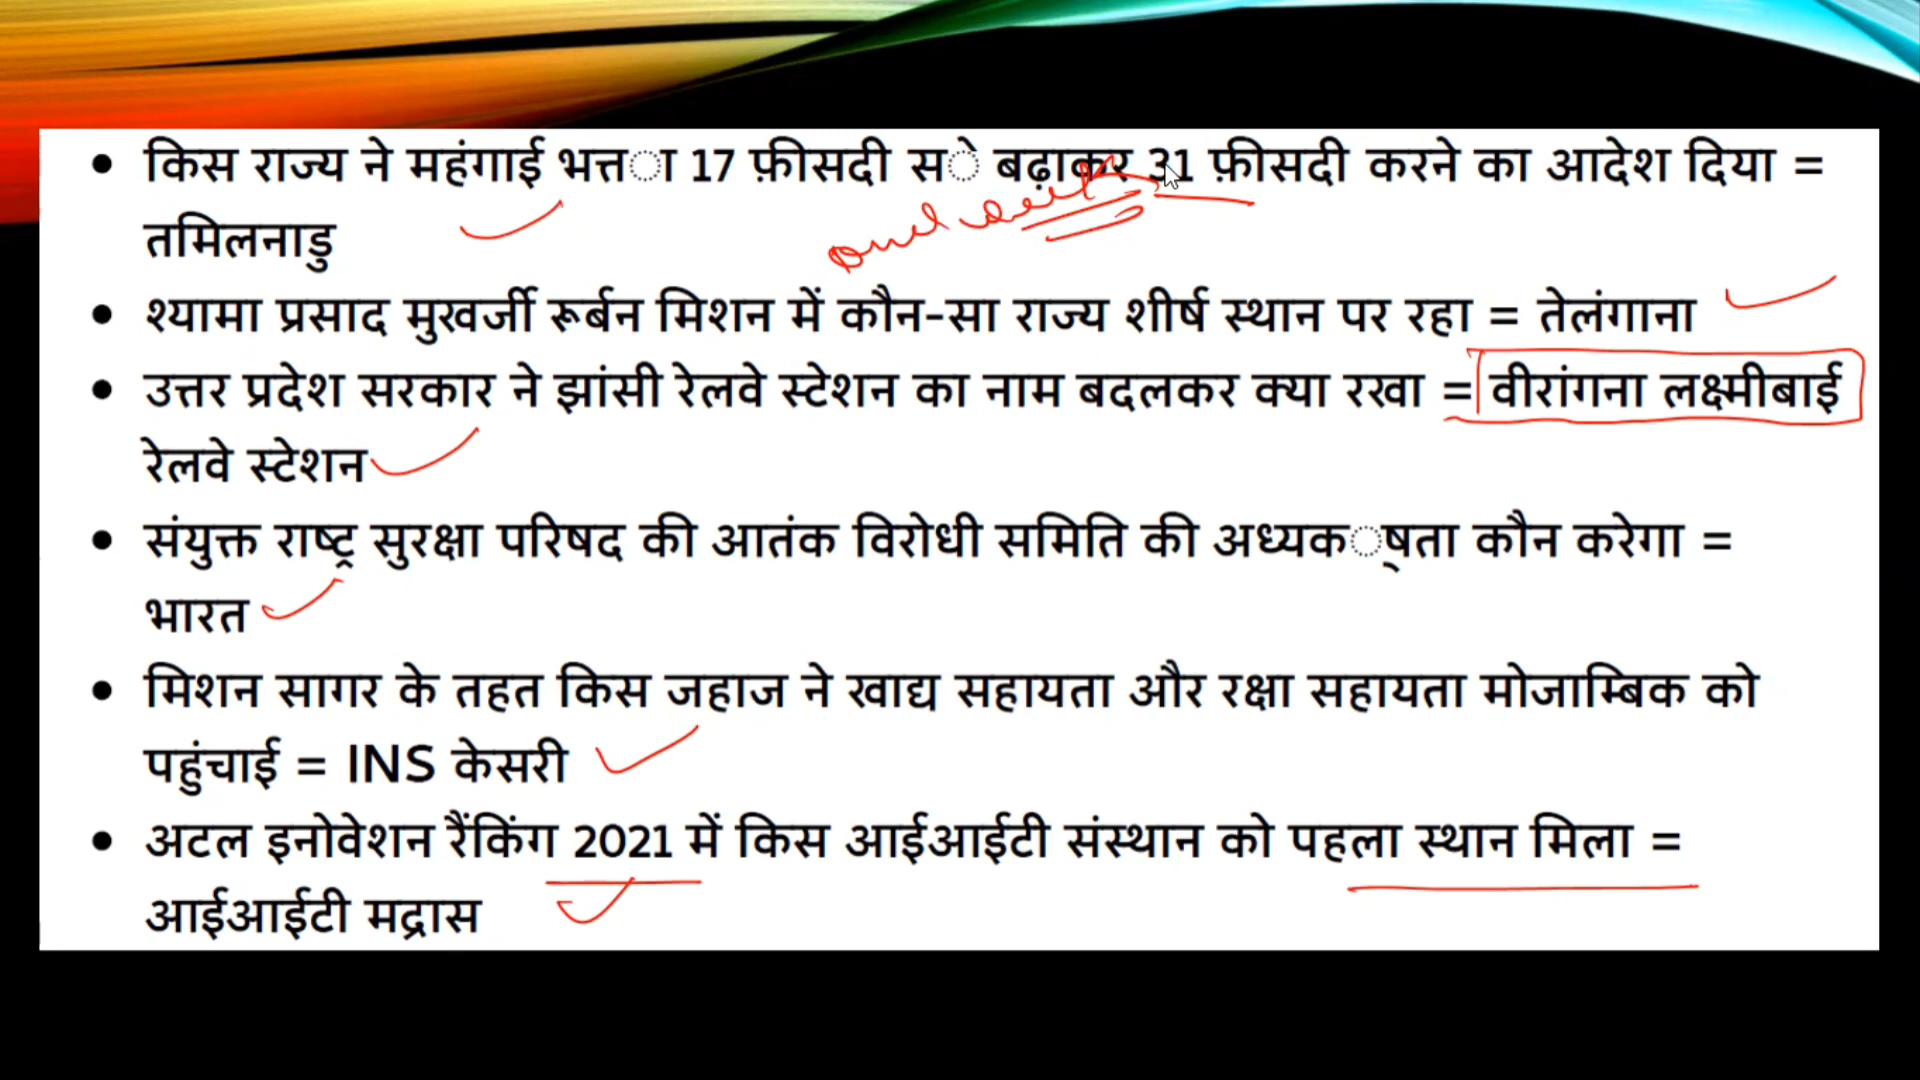 • किस राज्य ने महंगाई भत्ता 17 फ़ीसदी से बढ़ाकर 31 फ़ीसदी करने का आदेश दिया =
तमिलनाडु
• श्यामा प्रसाद मुखर्जी रूर्बन मिशन में कौन-सा राज्य शीर्ष स्थान पर रहा = तेलंगाना
• उत्तर प्रदेश सरकार ने झांसी रेलवे स्टेशन का नाम बदलकर क्या रखा = वीरांगना लक्ष्मीबाई
रेलवे स्टेशन
• संयुक्त राष्ट्र सुरक्षा परिषद की आतंक विरोधी समिति की अध्यक्षता कौन करेगा =
भारत
• मिशन सागर के तहत किस जहाज ने खाद्य सहायता और रक्षा सहायता मोजाम्बिक को
पहुंचाई = INS केसरी
• अटल इनोवेशन रैंकिंग 2021 में किस आईआईटी संस्थान को पहला स्थान मिला =
आईआईटी मद्रास